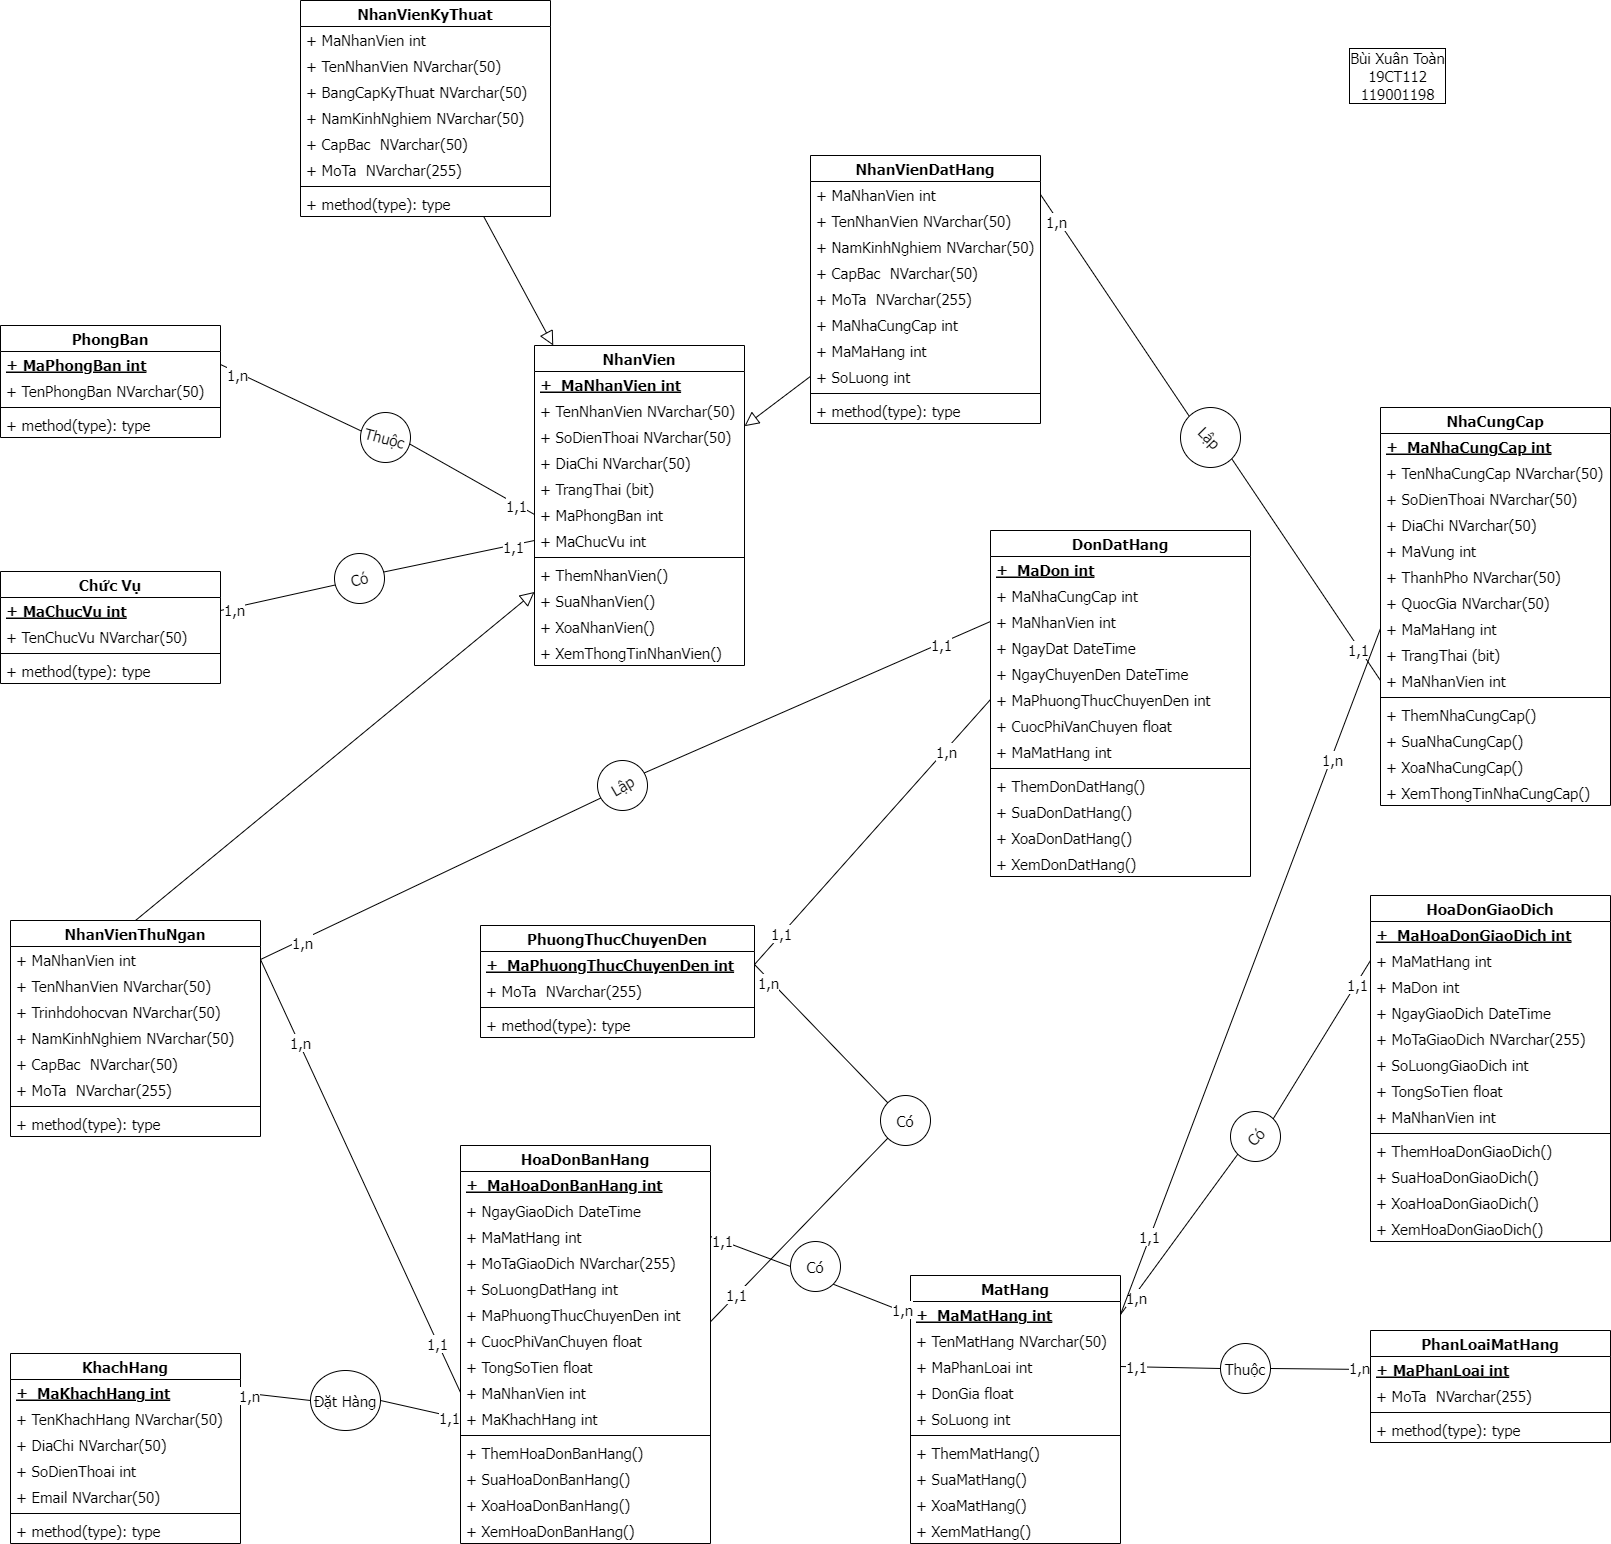 NhanVienKyThuat
+ MaNhanVien int
+ TenNhanVien NVarchar(50)
+ BangCapKyThuat NVarchar(50)
+ NamKinhNghiem NVarchar(50)
+ CapBac  NVarchar(50)
+ MoTa  NVarchar(255)
+ method(type): type
Bùi Xuân Toàn
19CT112
119001198
NhanVienDatHang
+ MaNhanVien int
+ TenNhanVien NVarchar(50)
+ NamKinhNghiem NVarchar(50)
+ CapBac  NVarchar(50)
+ MoTa  NVarchar(255)
+ MaNhaCungCap int
+ MaMaHang int
+ SoLuong int
+ method(type): type
1,n
Lập
1,1
PhongBan
+ MaPhongBan int
+ TenPhongBan NVarchar(50)
+ method(type): type
1,n
Thuộc
1,1
NhanVien
+  MaNhanVien int
+ TenNhanVien NVarchar(50)
+ SoDienThoai NVarchar(50)
+ DiaChi NVarchar(50)
+ TrangThai (bit)
+ MaPhongBan int
+ MaChucVu int
+ ThemNhanVien()
+ SuaNhanVien()
+ XoaNhanVien()
+ XemThongTinNhanVien()
Chức Vụ
+ MaChucVu int
+ TenChucVu NVarchar(50)
+ method(type): type
1,n
Có
1,1
NhaCungCap
+  MaNhaCungCap int
+ TenNhaCungCap NVarchar(50)
+ SoDienThoai NVarchar(50)
+ DiaChi NVarchar(50)
+ MaVung int
+ ThanhPho NVarchar(50)
+ QuocGia NVarchar(50)
+ MaMaHang int
+ TrangThai (bit)
+ MaNhanVien int
+ ThemNhaCungCap()
+ SuaNhaCungCap()
+ XoaNhaCungCap()
+ XemThongTinNhaCungCap()
DonDatHang
+  MaDon int
+ MaNhaCungCap int
+ MaNhanVien int
+ NgayDat DateTime
+ NgayChuyenDen DateTime
+ MaPhuongThucChuyenDen int
+ CuocPhiVanChuyen float
+ MaMatHang int
+ ThemDonDatHang()
+ SuaDonDatHang()
+ XoaDonDatHang()
+ XemDonDatHang()
1,1
Lập
1,n
1,n
1,1
1,n
1,1
NhanVienThuNgan
+ MaNhanVien int
+ TenNhanVien NVarchar(50)
+ Trinhdohocvan NVarchar(50)
+ NamKinhNghiem NVarchar(50)
+ CapBac  NVarchar(50)
+ MoTa  NVarchar(255)
+ method(type): type
1,n
1,1
PhuongThucChuyenDen
+  MaPhuongThucChuyenDen int
+ MoTa  NVarchar(255)
+ method(type): type
1,n
Có
1,1
HoaDonGiaoDich
+  MaHoaDonGiaoDich int
+ MaMatHang int
+ MaDon int
+ NgayGiaoDich DateTime
+ MoTaGiaoDich NVarchar(255)
+ SoLuongGiaoDich int
+ TongSoTien float
+ MaNhanVien int
+ ThemHoaDonGiaoDich()
+ SuaHoaDonGiaoDich()
+ XoaHoaDonGiaoDich()
+ XemHoaDonGiaoDich()
1,1
Có
1,n
HoaDonBanHang
+  MaHoaDonBanHang int
+ NgayGiaoDich DateTime
+ MaMatHang int
+ MoTaGiaoDich NVarchar(255)
+ SoLuongDatHang int
+ MaPhuongThucChuyenDen int
+ CuocPhiVanChuyen float
+ TongSoTien float
+ MaNhanVien int
+ MaKhachHang int
+ ThemHoaDonBanHang()
+ SuaHoaDonBanHang()
+ XoaHoaDonBanHang()
+ XemHoaDonBanHang()
1,1
Có
1,n
KhachHang
+  MaKhachHang int
+ TenKhachHang NVarchar(50)
+ DiaChi NVarchar(50)
+ SoDienThoai int
+ Email NVarchar(50)
+ method(type): type
1,n
Đặt Hàng
1,1
MatHang
+  MaMatHang int
+ TenMatHang NVarchar(50)
+ MaPhanLoai int
+ DonGia float
+ SoLuong int
+ ThemMatHang()
+ SuaMatHang()
+ XoaMatHang()
+ XemMatHang()
1,1
Thuộc
1,n
PhanLoaiMatHang
+ MaPhanLoai int
+ MoTa  NVarchar(255)
+ method(type): type